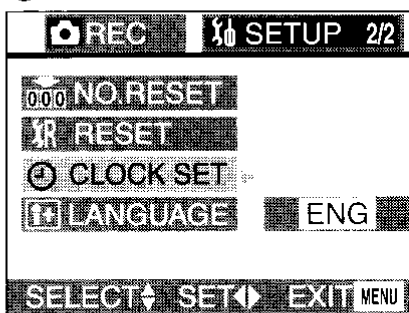 REC SETUP 2/2
000 NO.RESET
R RESET
CLOCK SET
LANGUAGE ENG
SELECT SET EXIT MENU